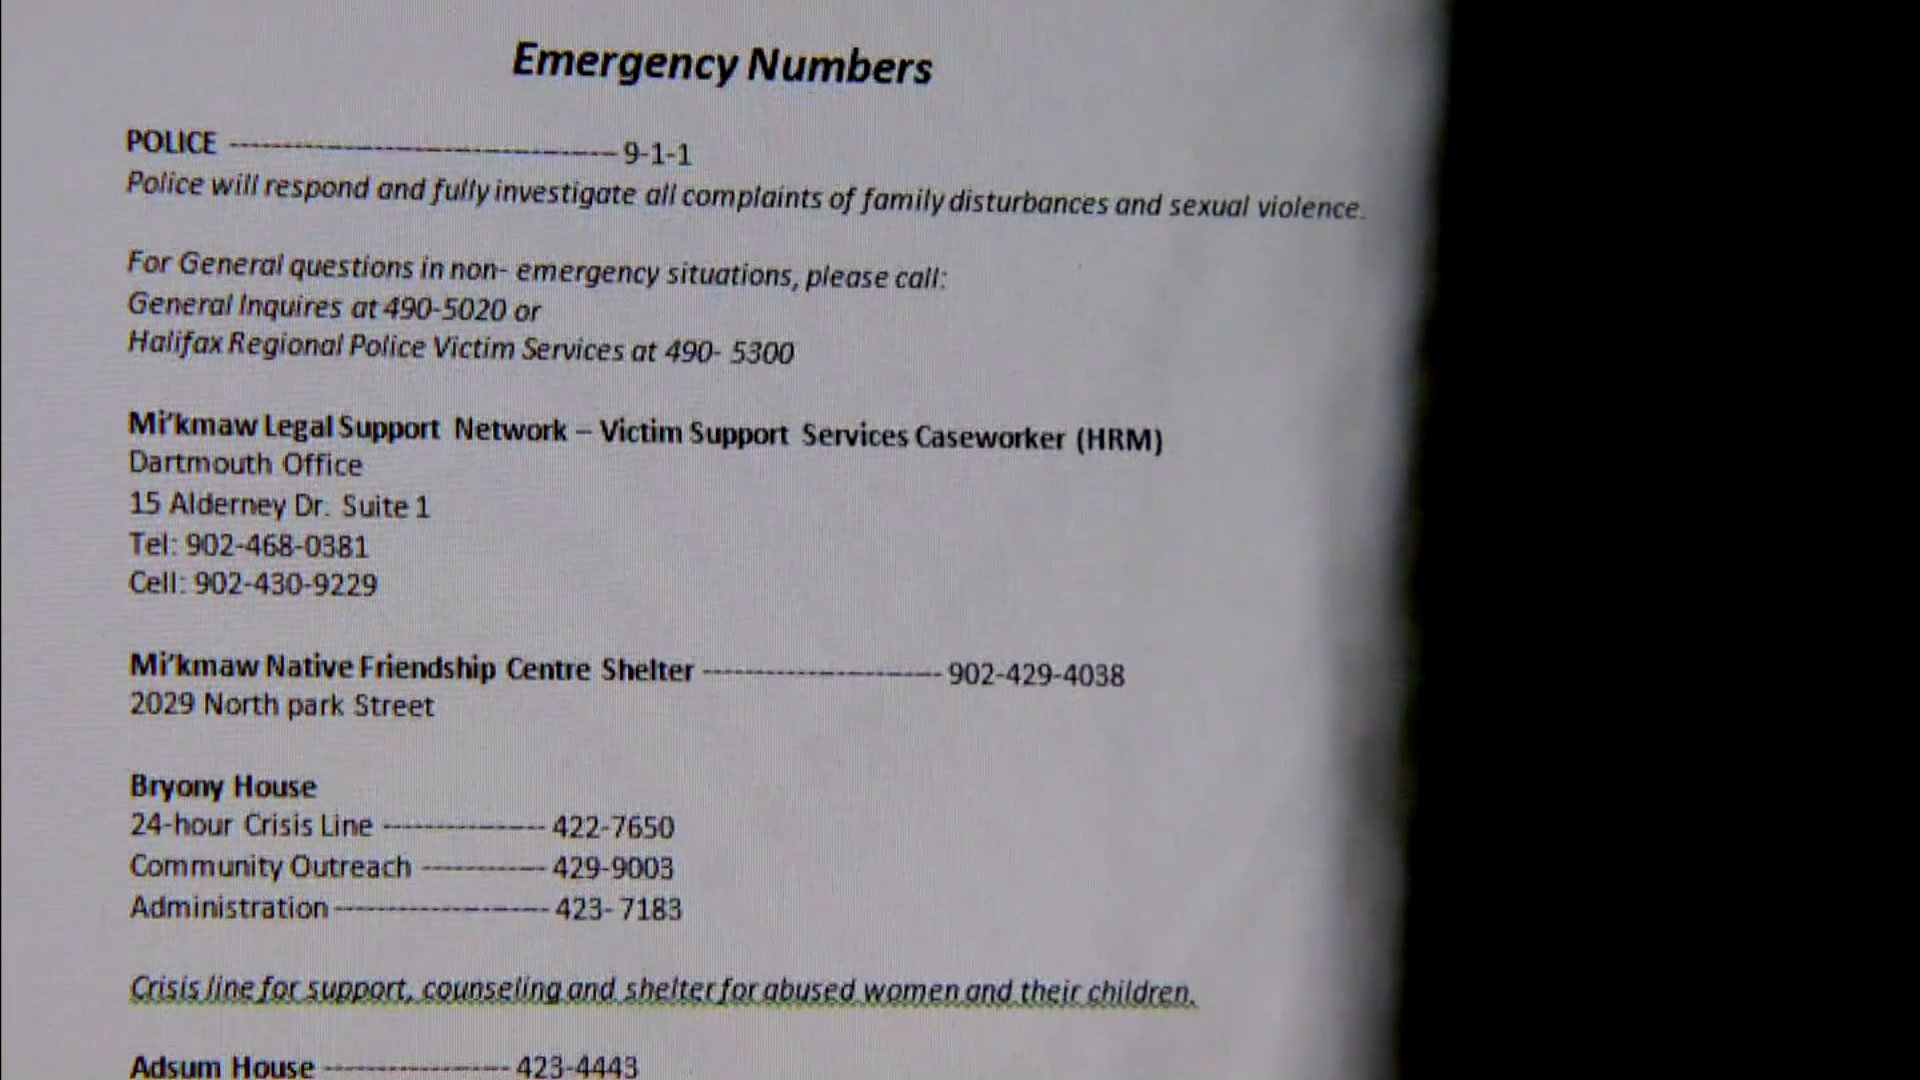 Emergency Numbers
POLICE ---------------------------------------- 9-1-1
Police will respond and fully investigate all complaints of family disturbances and sexual violence.
For General questions in non- emergency situations, please call:
General Inquires at 490-5020 or
Halifax Regional Police Victim Services at 490- 5300
Mi'kmaw Legal Support Network – Victim Support Services Caseworker (HRM)
Dartmouth Office
15 Alderney Dr. Suite 1
Tel: 902-468-0381
Cell: 902-430-9229
Mi'kmaw Native Friendship Centre Shelter ------------------------ 902-429-4038
2029 North park Street
Bryony House
24-hour Crisis Line ----------------- 422-7650
Community Outreach ------------- 429-9003
Administration ---------------------- 423- 7183
Crisis line for support, counseling and shelter for abused women and their children.
Adsum House ------------------- 423-4443